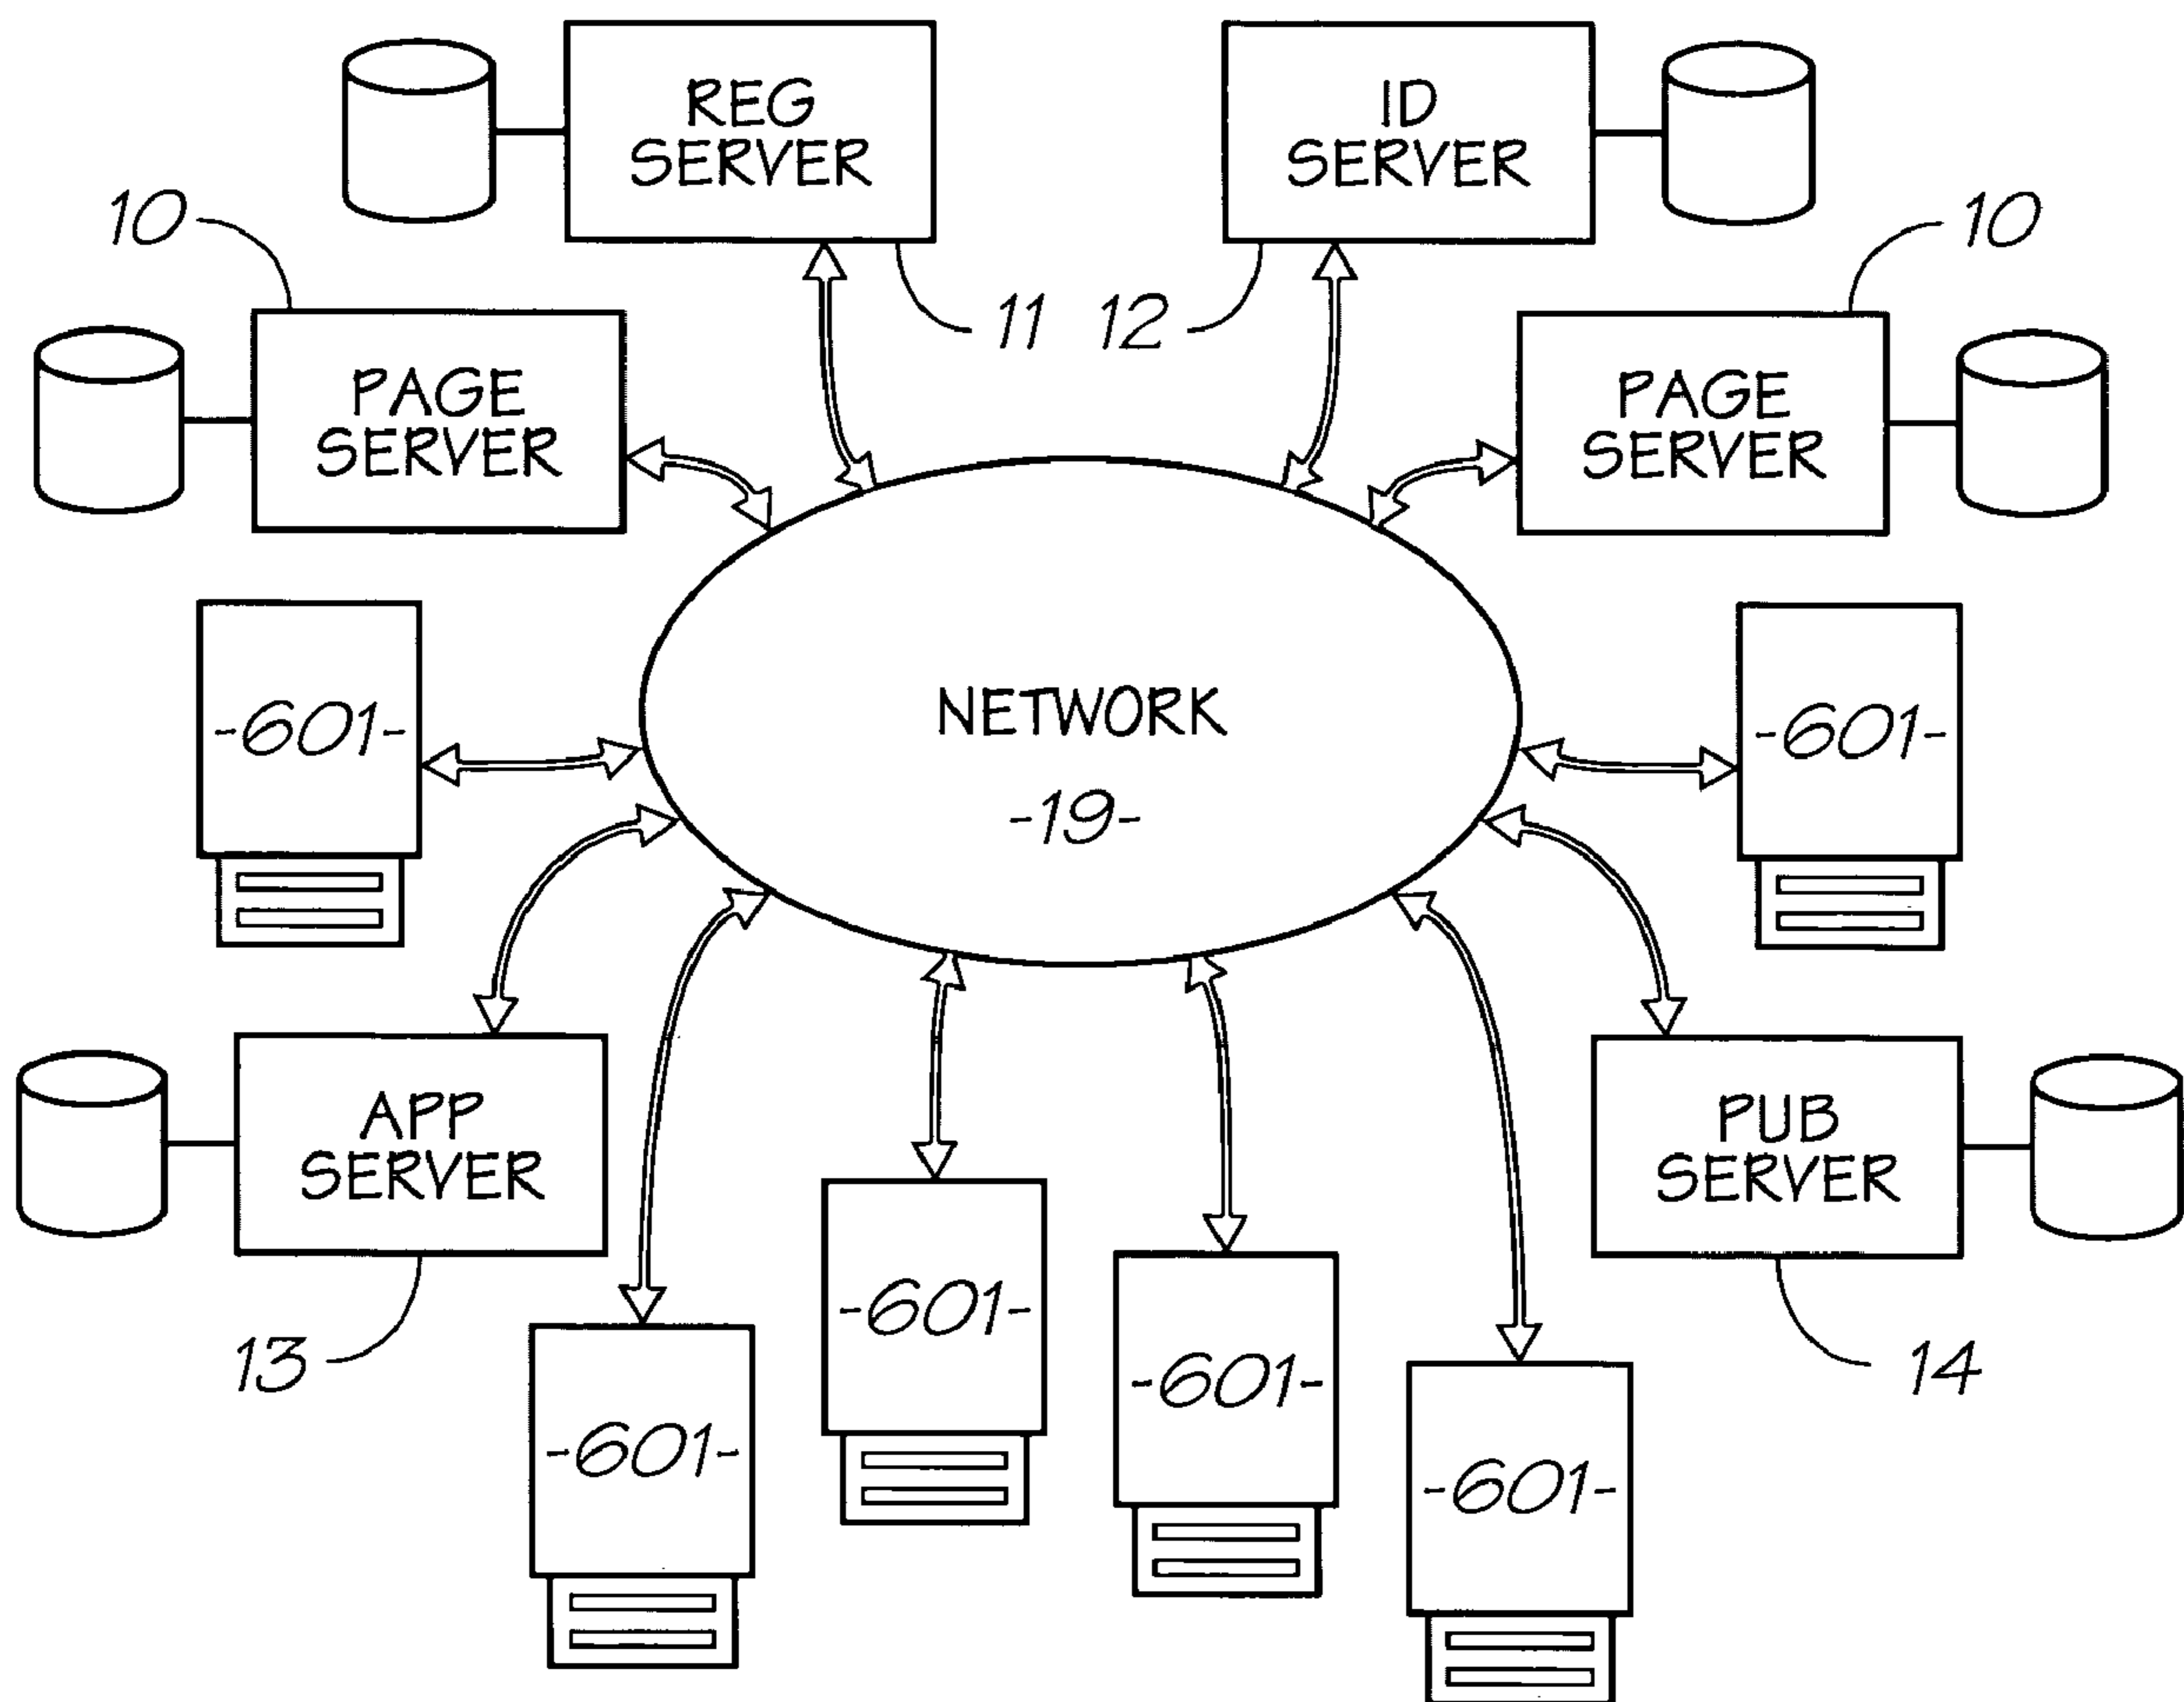 REG
SERVER
ID
SERVER
10
10
11
12
PAGE
SERVER
PAGE
SERVER
-601-
NETWORK
-19-
-601-
APP
SERVER
PUB
SERVER
13
-601-
-601-
-601-
-601-
14